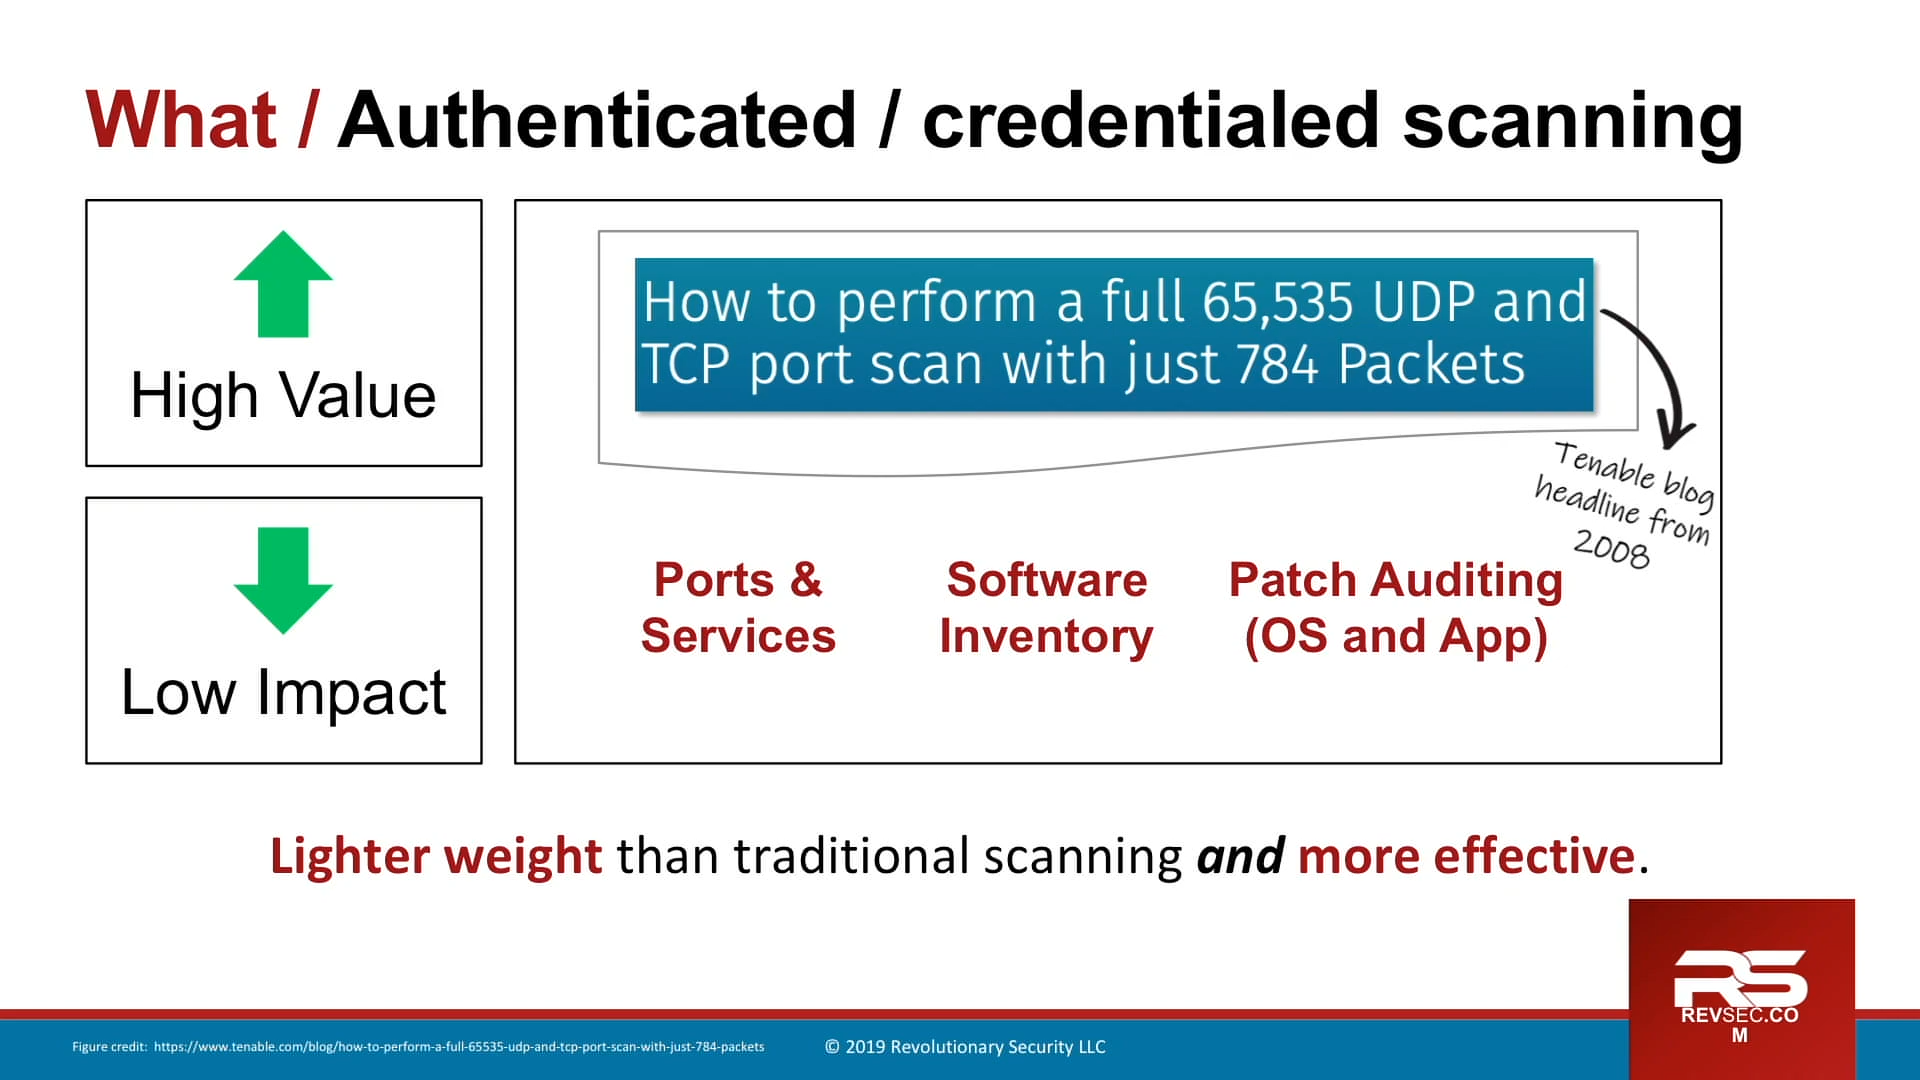 What / Authenticated / credentialed scanning
High Value
Low Impact
How to perform a full 65,535 UDP and
TCP port scan with just 784 Packets
Tenable blog
headline from
2008
Ports &
Services
Software
Inventory
Patch Auditing
(OS and App)
Lighter weight than traditional scanning and more effective.
RS
REVSEC.CO
M
Figure credit: https://www.tenable.com/blog/how-to-perform-a-full-65535-udp-and-tcp-port-scan-with-just-784-packets
© 2019 Revolutionary Security LLC